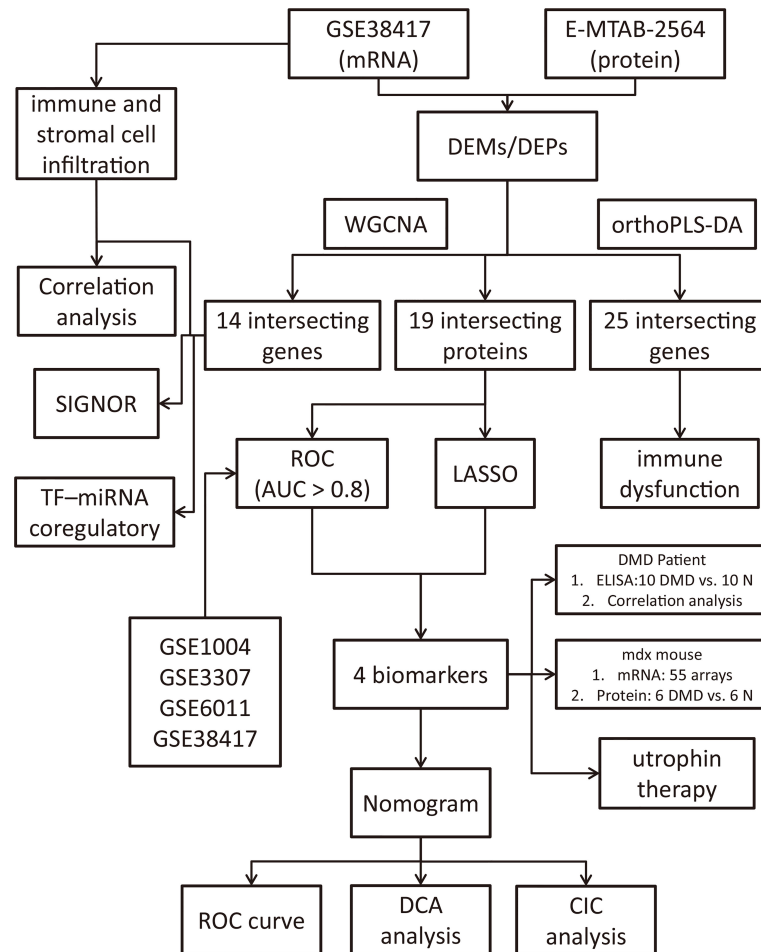 GSE38417
(mRNA)
E-MTAB-2564
(protein)
immune and
stromal cell
infiltration
DEMs/DEPs
WGCNA
orthoPLS-DA
Correlation
analysis
14 intersecting
genes
19 intersecting
proteins
25 intersecting
genes
SIGNOR
ROC
(AUC > 0.8)
LASSO
immune
dysfunction
TF–miRNA
coregulatory
DMD Patient
1. ELISA:10 DMD vs. 10 N
2. Correlation analysis
GSE1004
GSE3307
GSE6011
GSE38417
4 biomarkers
mdx mouse
1. mRNA: 55 arrays
2. Protein: 6 DMD vs. 6 N
utrophin
therapy
Nomogram
ROC curve
DCA
analysis
CIC
analysis